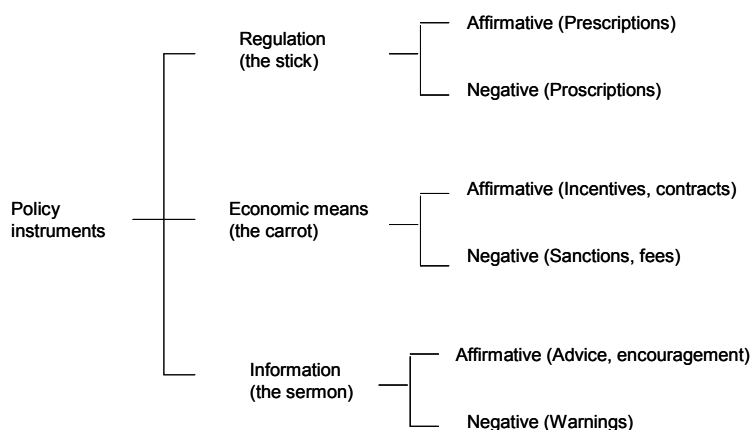 Affirmative (Prescriptions)
Regulation
(the stick)
Negative (Proscriptions)
Affirmative (Incentives, contracts)
Policy
instruments
Economic means
(the carrot)
Negative (Sanctions, fees)
Affirmative (Advice, encouragement)
Information
(the sermon)
Negative (Warnings)